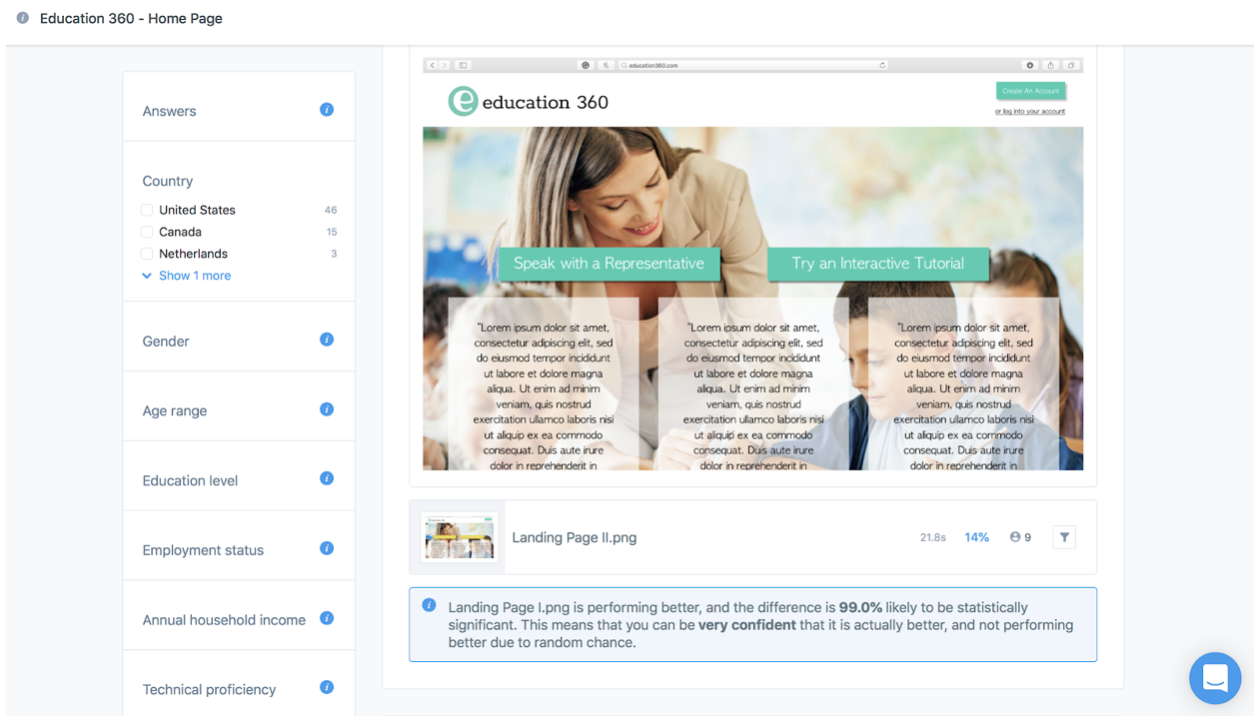 Education 360 - Home Page
Answers
Country
United States 46
Canada 15
Netherlands 3
Show 1 more
Gender
Age range
Education level
Employment status
Annual household income
Technical proficiency
education360.com
e education 360
Create An Account
or log into your account
Speak with a Representative
Try an Interactive Tutorial
"Lorem ipsum dolor sit amet,
consectetur adipiscing elit, sed
do eiusmod tempor incididunt
ut labore et dolore magna
aliqua. Ut enim ad minim
veniam, quis nostrud
exercitation ullamco laboris nisi
ut aliquip ex ea commodo
consequat. Duis aute irure
dolor in reprehenderit in
"Lorem ipsum dolor sit amet,
consectetur adipiscing elit, sed
do eiusmod tempor incididunt
ut labore et dolore magna
aliqua. Ut enim ad minim
veniam, quis nostrud
exercitation ullamco laboris nisi
ut aliquip ex ea commodo
consequat. Duis aute irure
dolor in reprehenderit in
"Lorem ipsum dolor sit amet,
consectetur adipiscing elit, sed
do eiusmod tempor incididunt
ut labore et dolore magna
aliqua. Ut enim ad minim
veniam, quis nostrud
exercitation ullamco laboris nisi
ut aliquip ex ea commodo
consequat. Duis aute irure
dolor in reprehenderit in
Landing Page II.png 21.8s 14% 9
Landing Page I.png is performing better, and the difference is 99.0% likely to be statistically
significant. This means that you can be very confident that it is actually better, and not performing
better due to random chance.